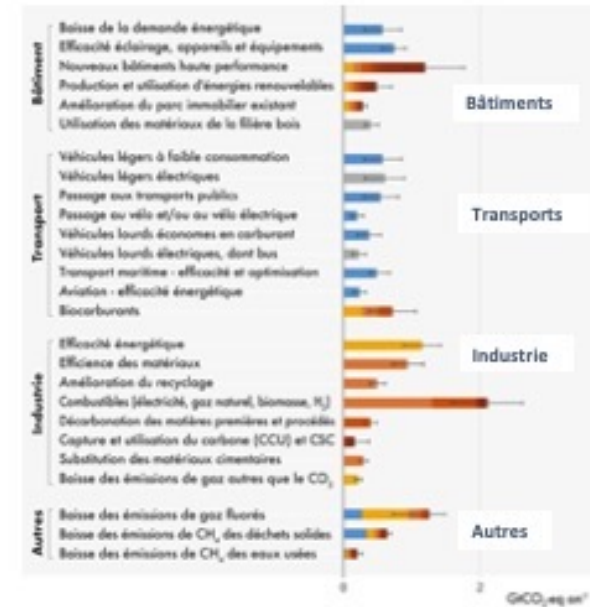 Bâtiment
Baisse de la demande énergétique
Efficacité éclairage, appareils et équipements
Nouveaux bâtiments haute performance
Production et utilisation d'énergies renouvelables
Amélioration du parc immobilier existant
Utilisation des matériaux de la filière bois
Bâtiments
Transport
Véhicules légers à faible consommation
Véhicules légers électriques
Passage aux transports publics
Passage au vélo et/ou au vélo électrique
Véhicules lourds économes en carburant
Véhicules lourds électriques, dont bus
Transport maritime - efficacité et optimisation
Aviation - efficacité énergétique
Biocarburants
Transports
Industrie
Efficacité énergétique
Efficience des matériaux
Amélioration du recyclage
Combustibles (électricité, gaz naturel, biomasse, H₂)
Décarbonation des matières premières et procédés
Capture et utilisation du carbone (CCU) et CSC
Substitution des matériaux cimentaires
Baisse des émissions de gaz autres que le CO₂
Industrie
Autres
Baisse des émissions de gaz fluorés
Baisse des émissions de CH₄ des déchets solides
Baisse des émissions de CH₄ des eaux usées
Autres
0 2
GtCO₂eq an⁻¹